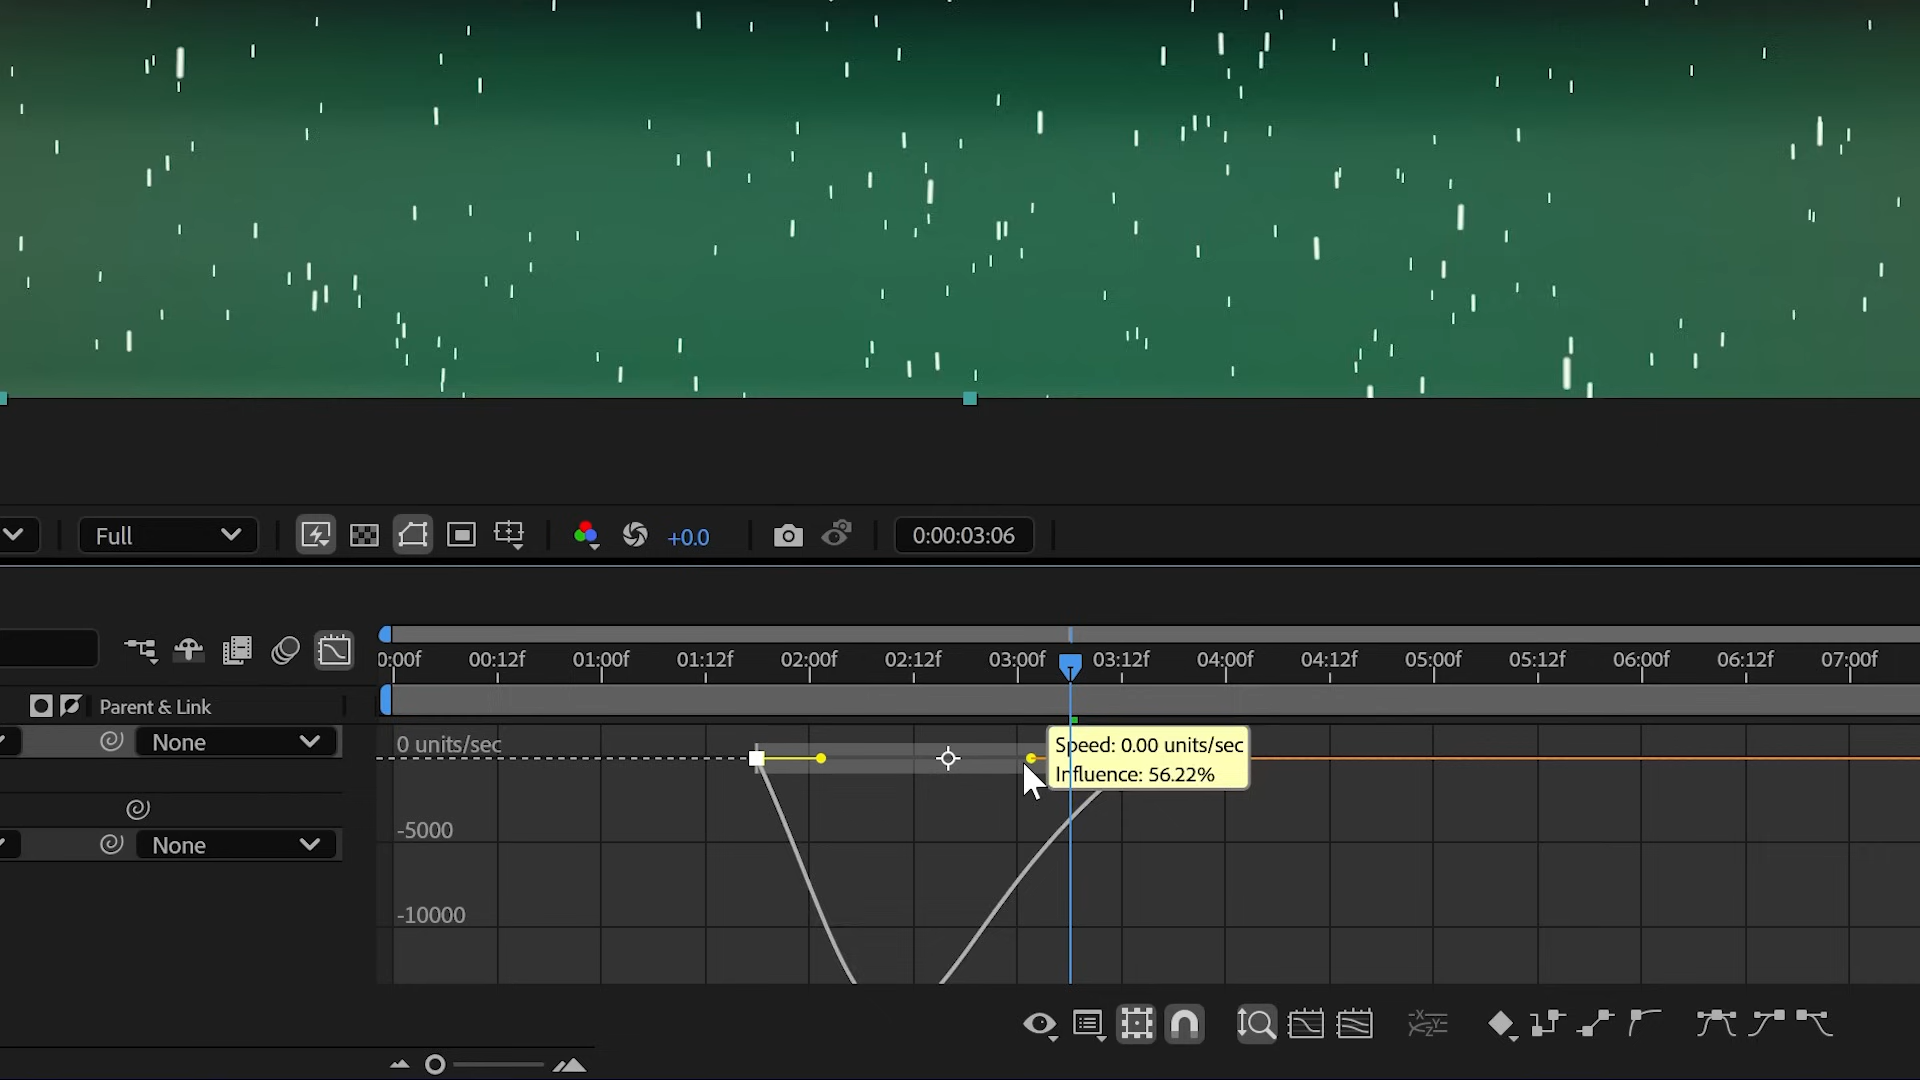 Full
+0.0
0:00:03:06
0:00f 00:12f 01:00f 01:12f 02:00f 02:12f 03:00f 03:12f 04:00f 04:12f 05:00f 05:12f 06:00f 06:12f 07:00f
Parent & Link
None
0 units/sec
Speed: 0.00 units/sec
Influence: 56.22%
-5000
None
-10000